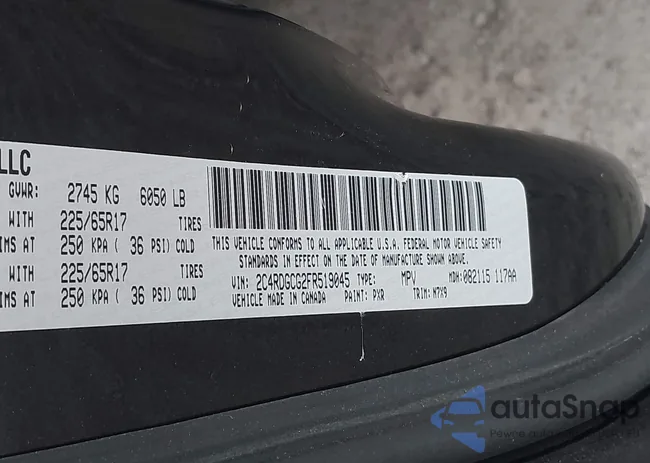 LLC
GVWR: 2745 KG 6050 LB
WITH 225/65R17 TIRES
IMS AT 250 KPA ( 36 PSI) COLD
WITH 225/65R17 TIRES
IMS AT 250 KPA ( 36 PSI) COLD
THIS VEHICLE CONFORMS TO ALL APPLICABLE U.S.A. FEDERAL MOTOR VEHICLE SAFETY
STANDARDS IN EFFECT ON THE DATE OF MANUFACTURE SHOWN ABOVE.
VIN: 2C4RDGCG2FR519045 TYPE: MPV MDH: 082115 117AA
VEHICLE MADE IN CANADA PAINT: PXR TRIM: N7X9
autoSnap
Pewne auto